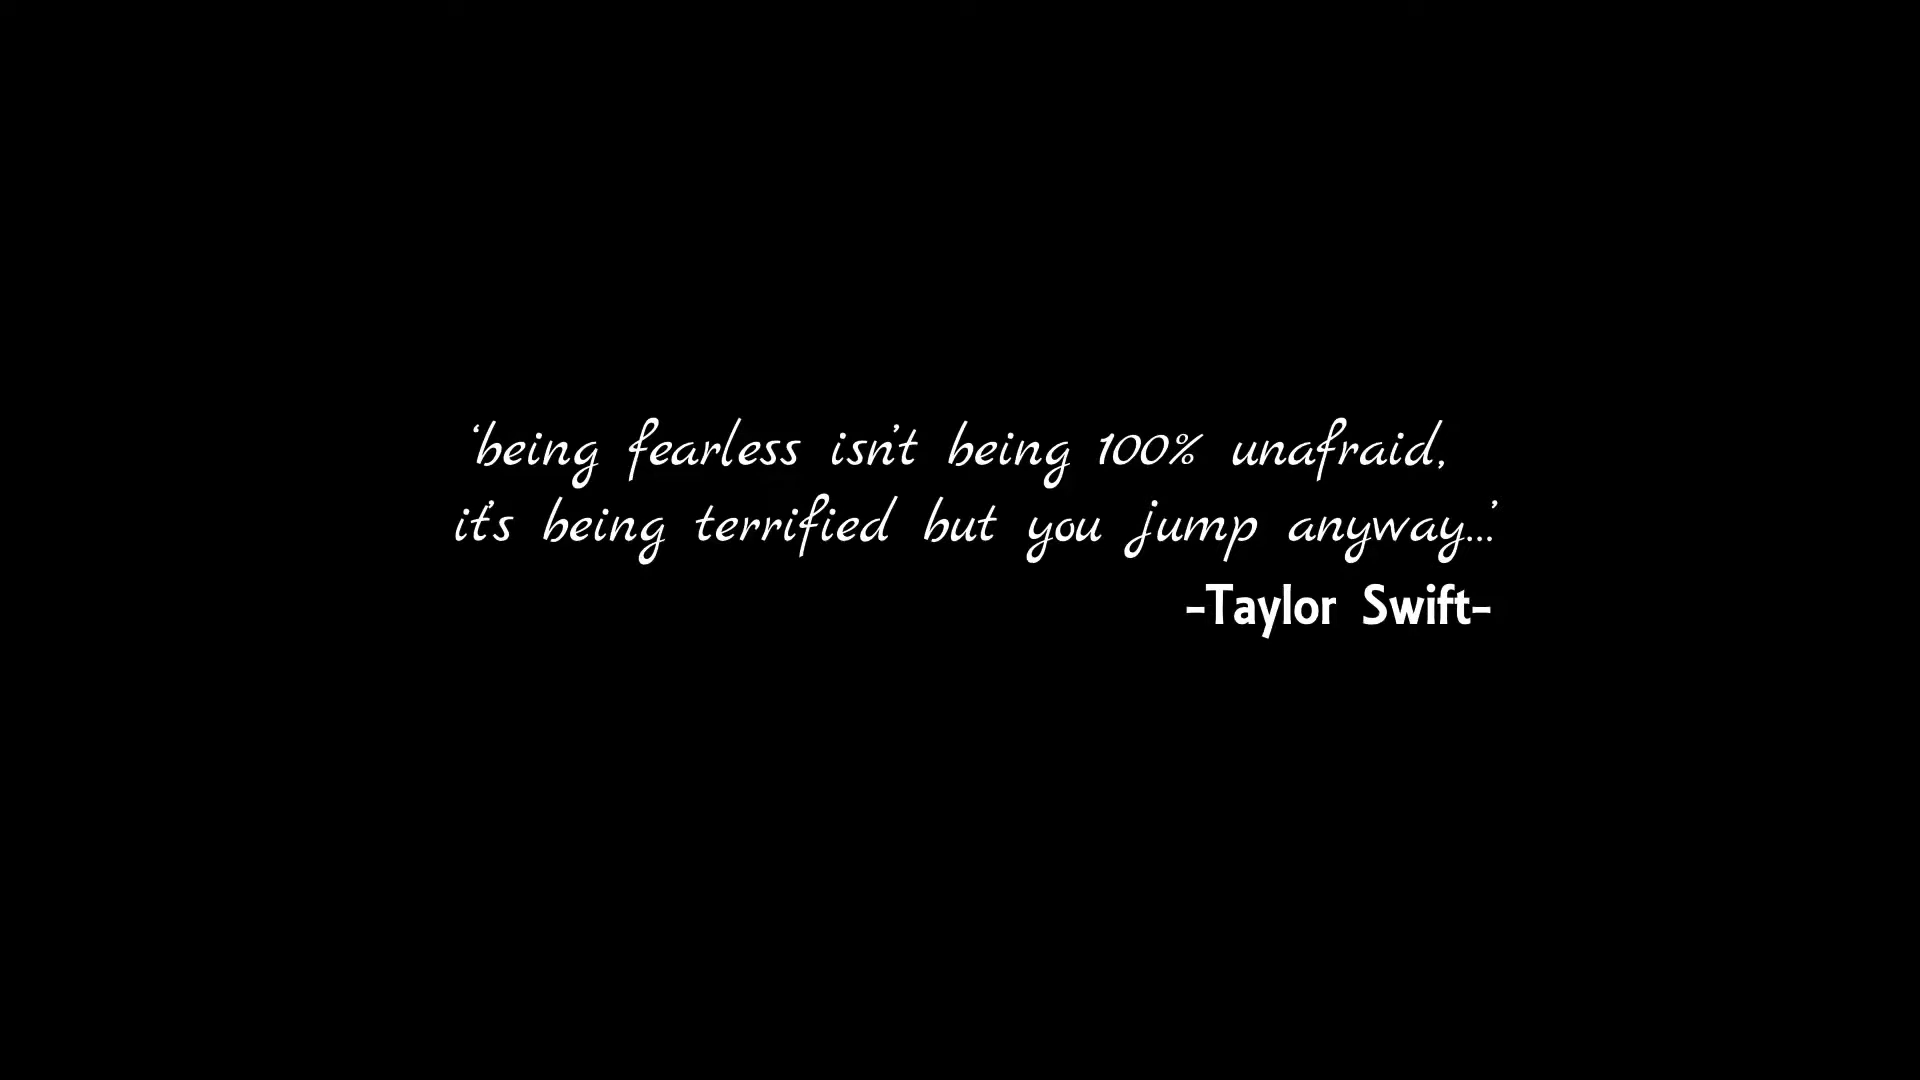 ‘being fearless isn’t being 100% unafraid,
it’s being terrified but you jump anyway...’
-Taylor Swift-